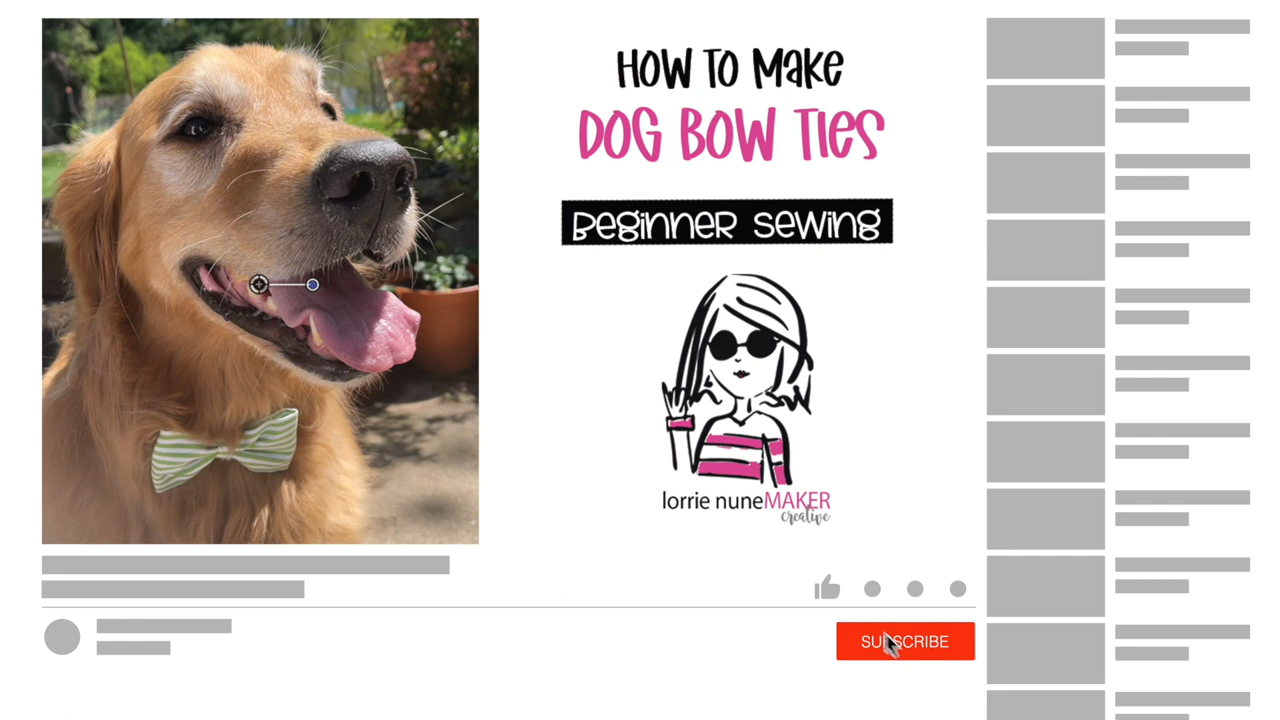 HOW TO Make
DOG BOW TIES
Beginner Sewing
lorrie nuneMAKER
creative
SUBSCRIBE